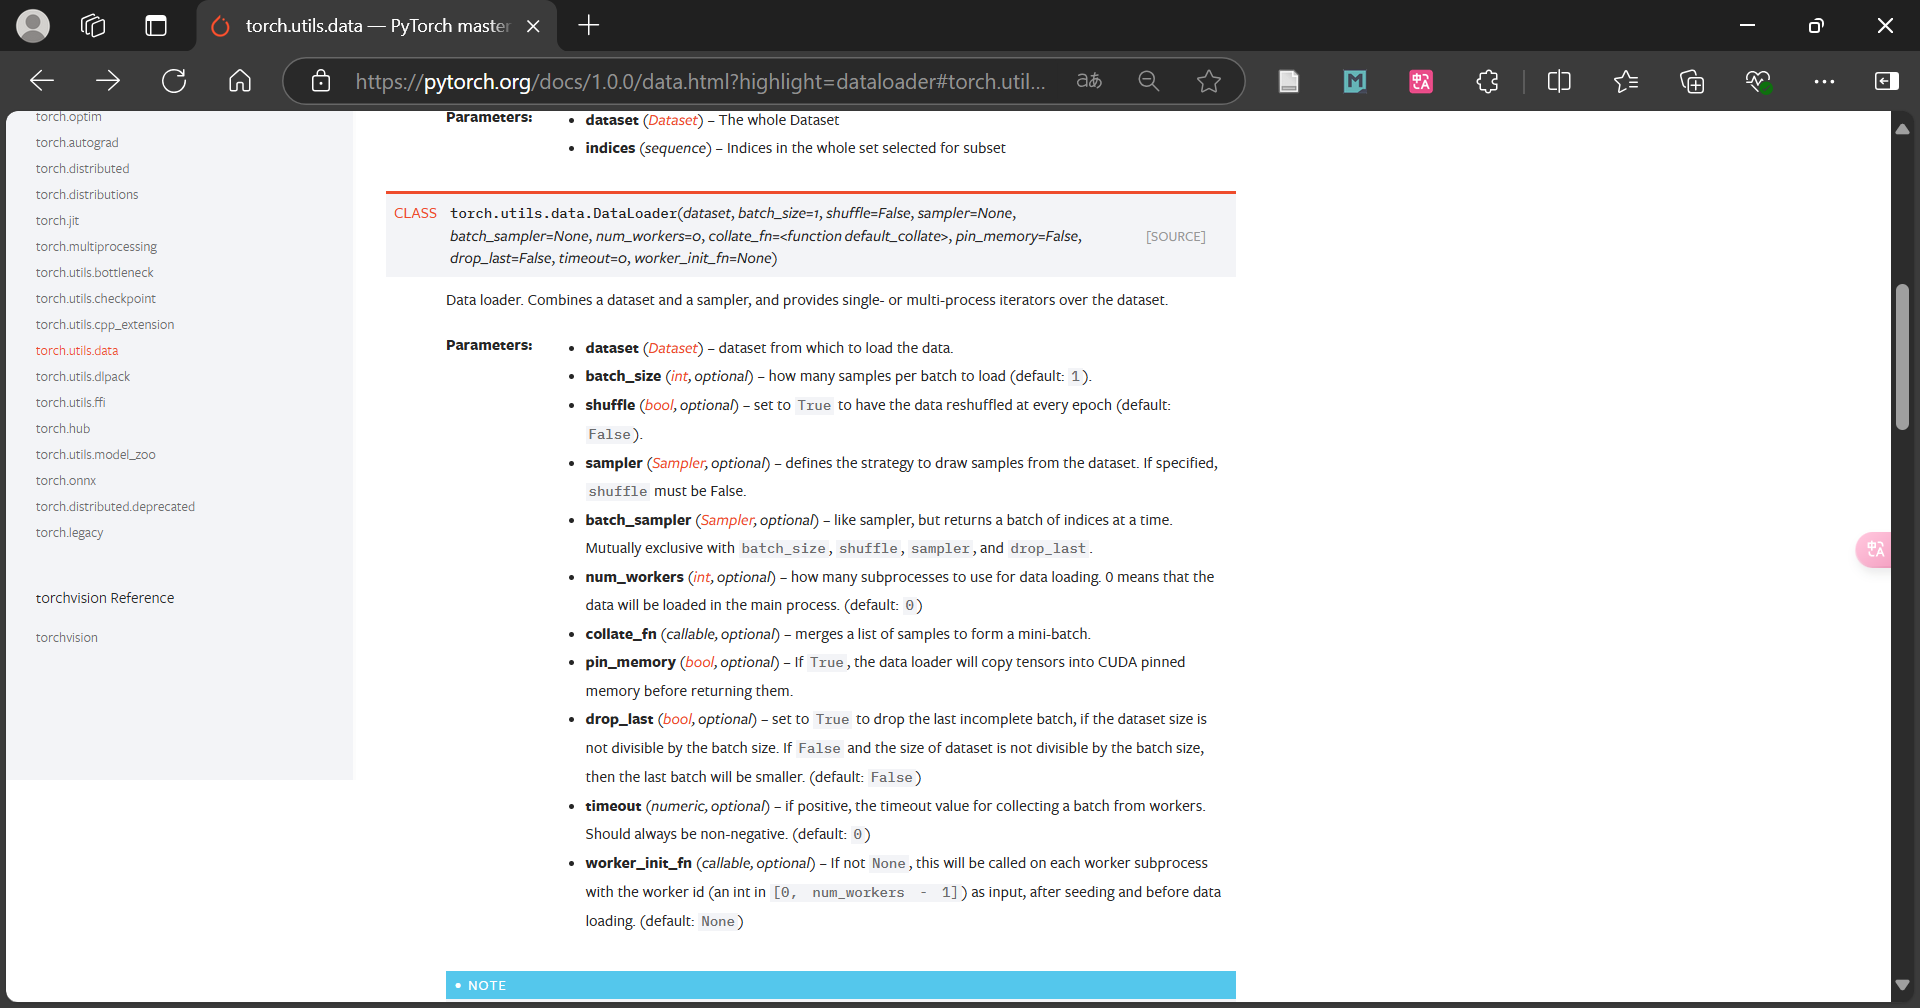 torch.utils.data — PyTorch master
https://pytorch.org/docs/1.0.0/data.html?highlight=dataloader#torch.util...
torch.optim
torch.autograd
torch.distributed
torch.distributions
torch.jit
torch.multiprocessing
torch.utils.bottleneck
torch.utils.checkpoint
torch.utils.cpp_extension
torch.utils.data
torch.utils.dlpack
torch.utils.ffi
torch.hub
torch.utils.model_zoo
torch.onnx
torch.distributed.deprecated
torch.legacy
torchvision Reference
torchvision
Parameters:
• dataset (Dataset) – The whole Dataset
• indices (sequence) – Indices in the whole set selected for subset
CLASS torch.utils.data.DataLoader(dataset, batch_size=1, shuffle=False, sampler=None,
batch_sampler=None, num_workers=0, collate_fn=<function default_collate>, pin_memory=False,
[SOURCE]
drop_last=False, timeout=0, worker_init_fn=None)
Data loader. Combines a dataset and a sampler, and provides single- or multi-process iterators over the dataset.
Parameters:
• dataset (Dataset) – dataset from which to load the data.
• batch_size (int, optional) – how many samples per batch to load (default: 1).
• shuffle (bool, optional) – set to True to have the data reshuffled at every epoch (default:
False).
• sampler (Sampler, optional) – defines the strategy to draw samples from the dataset. If specified,
shuffle must be False.
• batch_sampler (Sampler, optional) – like sampler, but returns a batch of indices at a time.
Mutually exclusive with batch_size, shuffle, sampler, and drop_last.
• num_workers (int, optional) – how many subprocesses to use for data loading. 0 means that the
data will be loaded in the main process. (default: 0)
• collate_fn (callable, optional) – merges a list of samples to form a mini-batch.
• pin_memory (bool, optional) – If True, the data loader will copy tensors into CUDA pinned
memory before returning them.
• drop_last (bool, optional) – set to True to drop the last incomplete batch, if the dataset size is
not divisible by the batch size. If False and the size of dataset is not divisible by the batch size,
then the last batch will be smaller. (default: False)
• timeout (numeric, optional) – if positive, the timeout value for collecting a batch from workers.
Should always be non-negative. (default: 0)
• worker_init_fn (callable, optional) – If not None, this will be called on each worker subprocess
with the worker id (an int in [0, num_workers - 1]) as input, after seeding and before data
loading. (default: None)
• NOTE